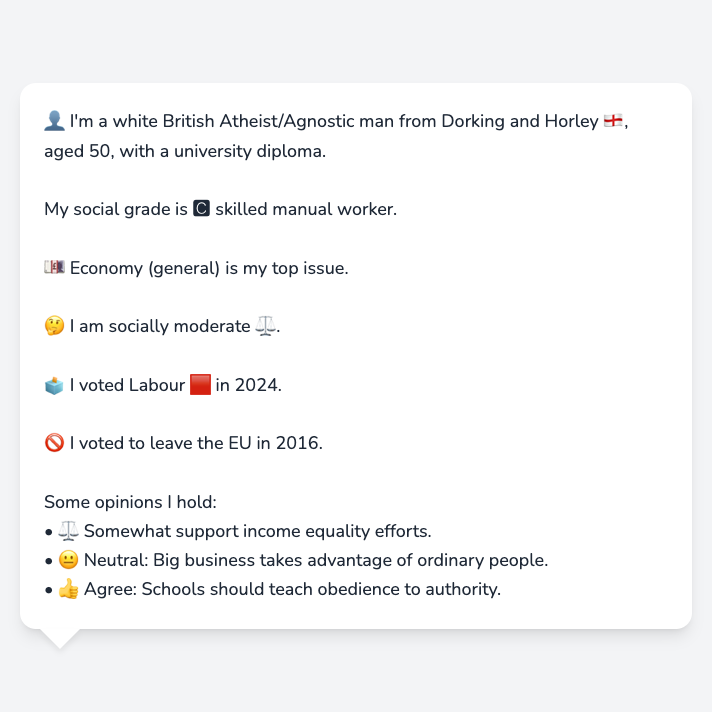 👤 I'm a white British Atheist/Agnostic man from Dorking and Horley 🏴󠁧󠁢󠁥󠁮󠁧󠁿,
aged 50, with a university diploma.
My social grade is 🅲 skilled manual worker.
💷 Economy (general) is my top issue.
🤔 I am socially moderate ⚖️.
🗳️ I voted Labour 🟥 in 2024.
🚫 I voted to leave the EU in 2016.
Some opinions I hold:
• ⚖️ Somewhat support income equality efforts.
• 😐 Neutral: Big business takes advantage of ordinary people.
• 👍 Agree: Schools should teach obedience to authority.